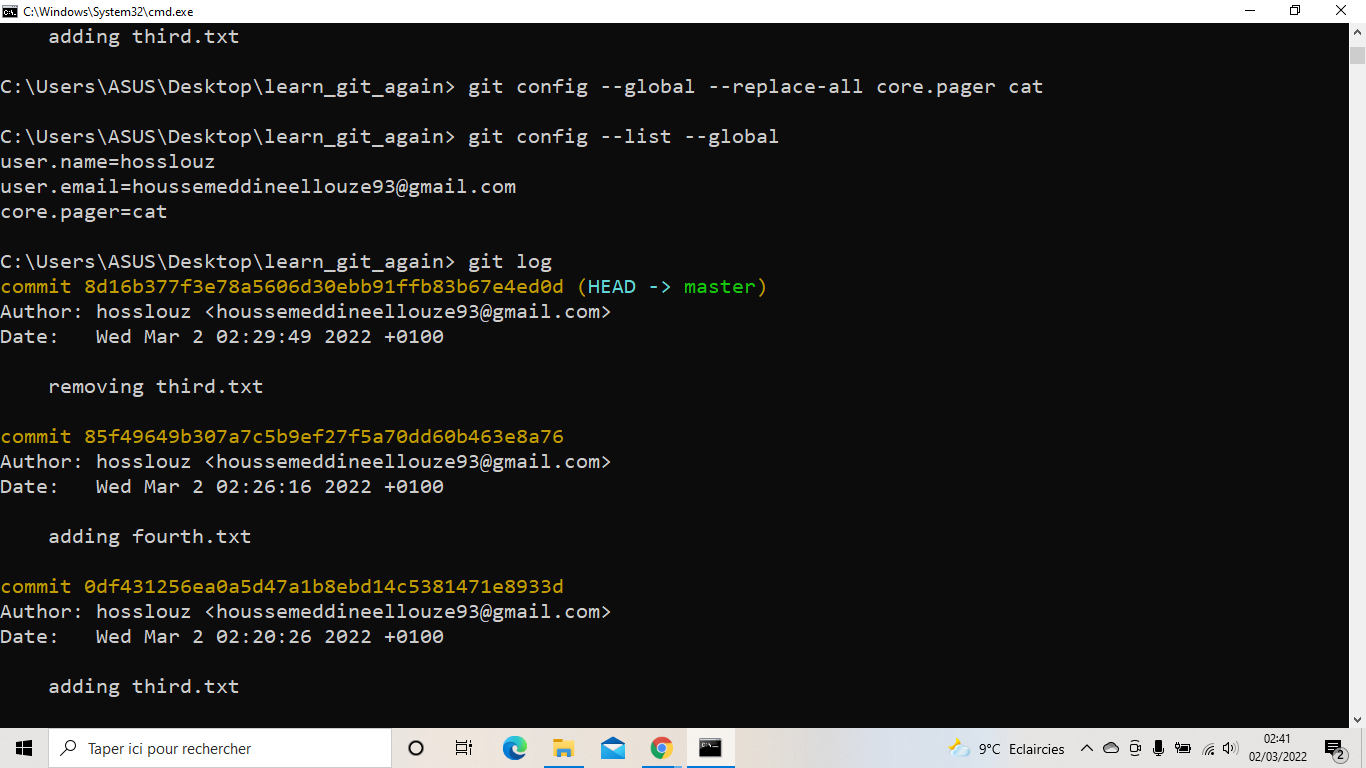 C:\Windows\System32\cmd.exe
adding third.txt
C:\Users\ASUS\Desktop\learn_git_again> git config --global --replace-all core.pager cat
C:\Users\ASUS\Desktop\learn_git_again> git config --list --global
user.name=hosslouz
user.email=houssemeddineellouze93@gmail.com
core.pager=cat
C:\Users\ASUS\Desktop\learn_git_again> git log
commit 8d16b377f3e78a5606d30ebb91ffb83b67e4ed0d (HEAD -> master)
Author: hosslouz <houssemeddineellouze93@gmail.com>
Date:   Wed Mar 2 02:29:49 2022 +0100
removing third.txt
commit 85f49649b307a7c5b9ef27f5a70dd60b463e8a76
Author: hosslouz <houssemeddineellouze93@gmail.com>
Date:   Wed Mar 2 02:26:16 2022 +0100
adding fourth.txt
commit 0df431256ea0a5d47a1b8ebd14c5381471e8933d
Author: hosslouz <houssemeddineellouze93@gmail.com>
Date:   Wed Mar 2 02:20:26 2022 +0100
adding third.txt
Taper ici pour rechercher
9°C Eclaircies
02:41
02/03/2022
2